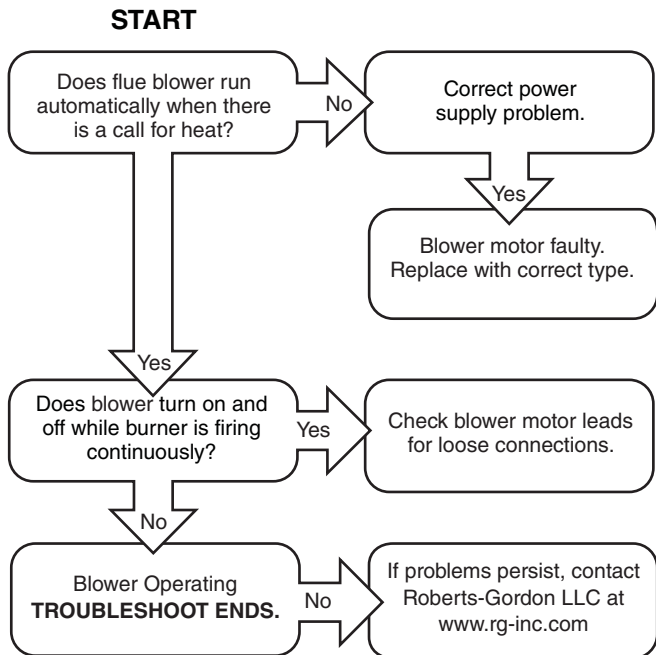 START
Does flue blower run
automatically when there
is a call for heat?
No
Correct power
supply problem.
Yes
Blower motor faulty.
Replace with correct type.
Yes
Does blower turn on and
off while burner is firing
continuously?
Yes
Check blower motor leads
for loose connections.
No
Blower Operating
TROUBLESHOOT ENDS.
No
If problems persist, contact
Roberts-Gordon LLC at
www.rg-inc.com